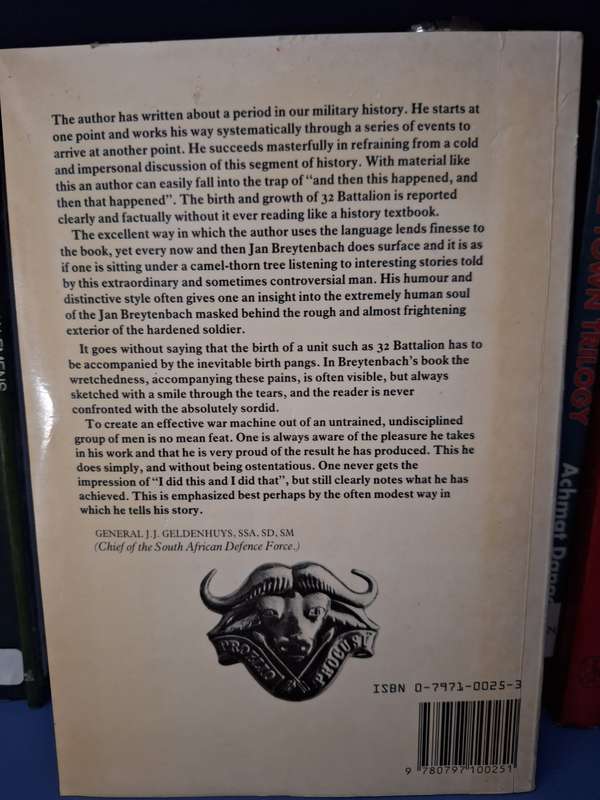 The author has written about a period in our military history. He starts at
one point and works his way systematically through a series of events to
arrive at another point. He succeeds masterfully in refraining from a cold
and impersonal discussion of this segment of history. With material like
this an author can easily fall into the trap of “and then this happened, and
then that happened”. The birth and growth of 32 Battalion is reported
clearly and factually without it ever reading like a history textbook.
The excellent way in which the author uses the language lends finesse to
the book, yet every now and then Jan Breytenbach does surface and it is as
if one is sitting under a camel-thorn tree listening to interesting stories told
by this extraordinary and sometimes controversial man. His humour and
distinctive style often gives one an insight into the extremely human soul
of the Jan Breytenbach masked behind the rough and almost frightening
exterior of the hardened soldier.
It goes without saying that the birth of a unit such as 32 Battalion has to
be accompanied by the inevitable birth pangs. In Breytenbach’s book the
wretchedness, accompanying these pains, is often visible, but always
sketched with a smile through the tears, and the reader is never
confronted with the absolutely sordid.
To create an effective war machine out of an untrained, undisciplined
group of men is no mean feat. One is always aware of the pleasure he takes
in his work and that he is very proud of the result he has produced. This he
does simply, and without being ostentatious. One never gets the
impression of “I did this and I did that”, but still clearly notes what he has
achieved. This is emphasized best perhaps by the often modest way in
which he tells his story.
GENERAL J.J. GELDENHUYS, SSA, SD, SM
(Chief of the South African Defence Force.)
PROELIO PROCUSI
ISBN 0-7971-0025-3
9 780797 100251
TOWN TRILOGY
Achmat